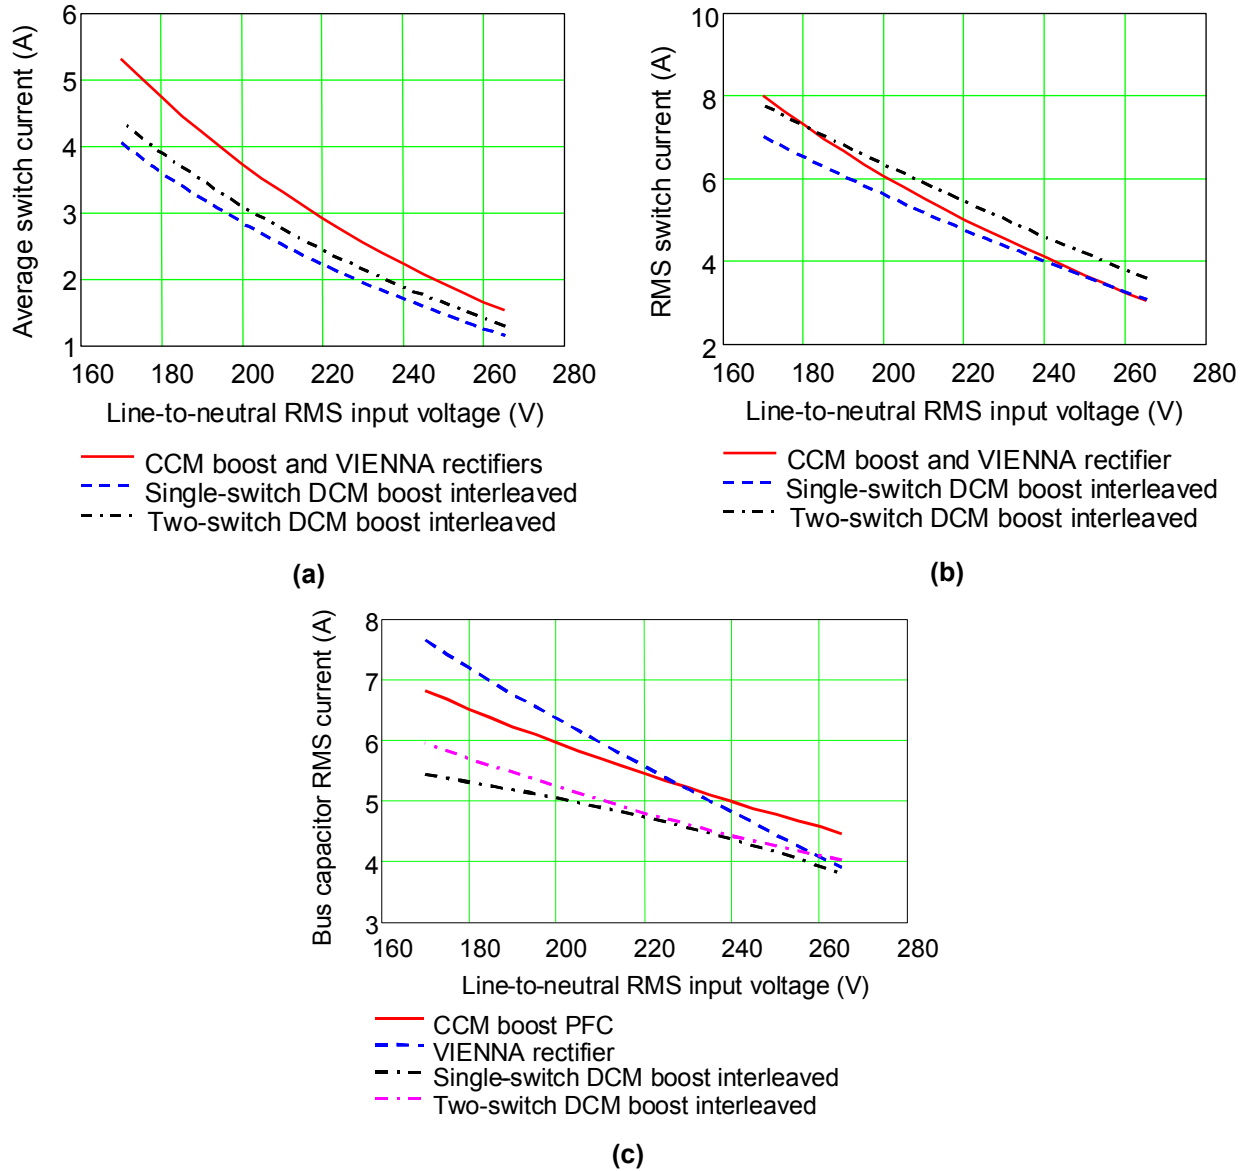 6
5
4
3
2
1
Average switch current (A)
160 180 200 220 240 260 280
Line-to-neutral RMS input voltage (V)
CCM boost and VIENNA rectifiers
Single-switch DCM boost interleaved
Two-switch DCM boost interleaved
(a)
10
8
6
4
2
RMS switch current (A)
160 180 200 220 240 260 280
Line-to-neutral RMS input voltage (V)
CCM boost and VIENNA rectifier
Single-switch DCM boost interleaved
Two-switch DCM boost interleaved
(b)
8
7
6
5
4
3
Bus capacitor RMS current (A)
160 180 200 220 240 260 280
Line-to-neutral RMS input voltage (V)
CCM boost PFC
VIENNA rectifier
Single-switch DCM boost interleaved
Two-switch DCM boost interleaved
(c)